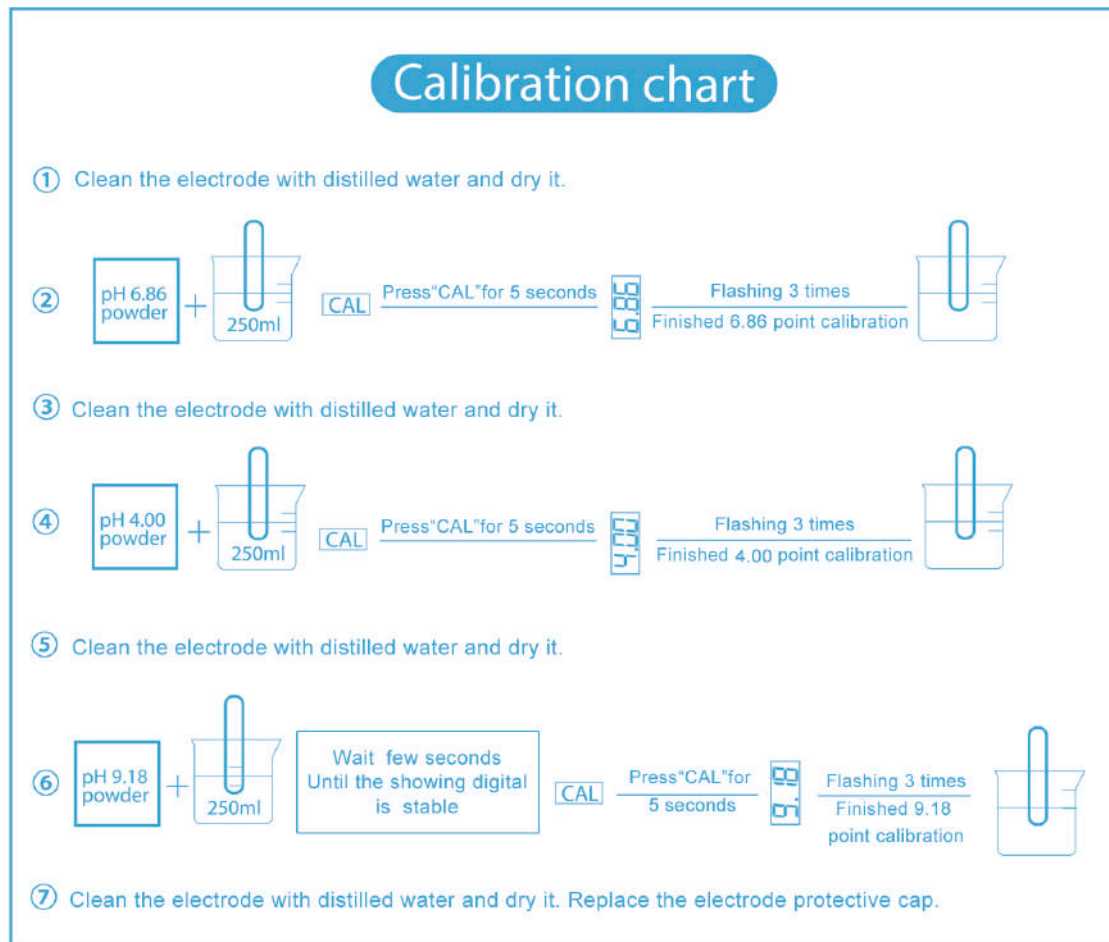 Calibration chart
① Clean the electrode with distilled water and dry it.
② pH 6.86 powder + 250ml CAL Press“CAL”for 5 seconds 6.86 Flashing 3 times
Finished 6.86 point calibration
③ Clean the electrode with distilled water and dry it.
④ pH 4.00 powder + 250ml CAL Press“CAL”for 5 seconds 4.00 Flashing 3 times
Finished 4.00 point calibration
⑤ Clean the electrode with distilled water and dry it.
⑥ pH 9.18 powder + 250ml
Wait few seconds
Until the showing digital
is stable
CAL
Press“CAL”for
5 seconds
9.18
Flashing 3 times
Finished 9.18
point calibration
⑦ Clean the electrode with distilled water and dry it. Replace the electrode protective cap.